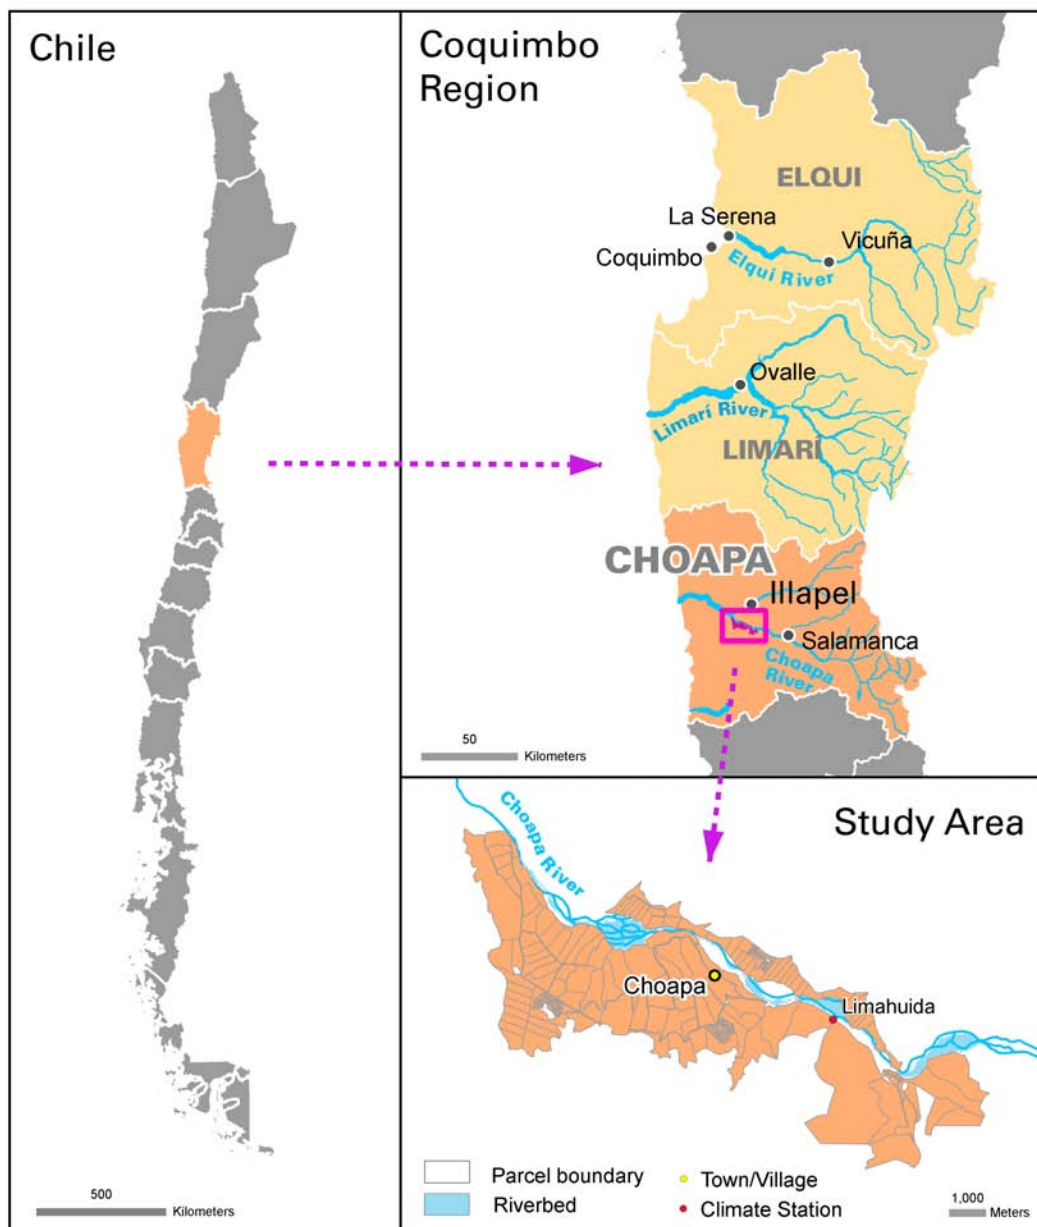 Chile
500
Kilometers
Coquimbo
Region
ELQUI
La Serena
Vicuña
Coquimbo
Elqui River
Ovalle
Limarí River
LIMARÍ
CHOAPA
Illapel
Salamanca
Choapa
River
50
Kilometers
Study Area
Choapa River
Choapa
Limahuida
Parcel boundary
Riverbed
Town/Village
Climate Station
1,000
Meters